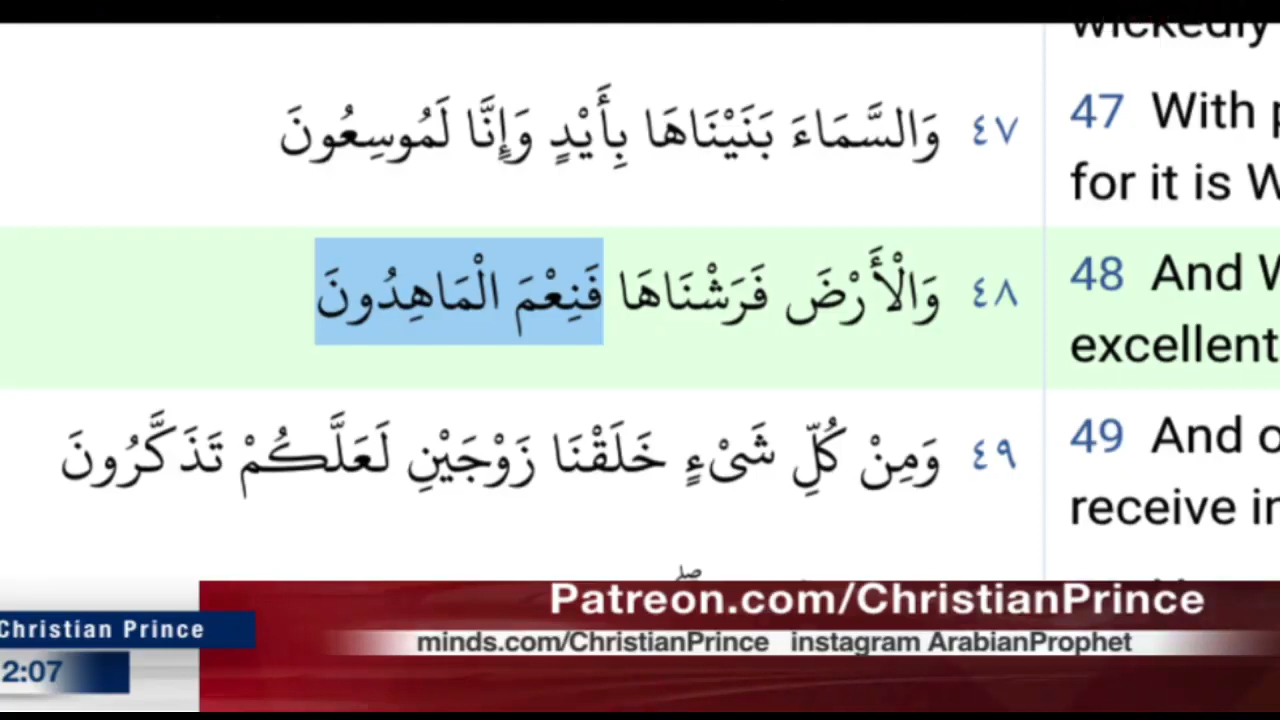 wickedly
٤٧ وَالسَّمَاءَ بَنَيْنَاهَا بِأَيْدٍ وَإِنَّا لَمُوسِعُونَ
47 With
for it is
٤٨ وَالْأَرْضَ فَرَشْنَاهَا فَنِعْمَ الْمَاهِدُونَ
48 And
excellent
٤٩ وَمِنْ كُلِّ شَىْءٍ خَلَقْنَا زَوْجَيْنِ لَعَلَّكُمْ تَذَكَّرُونَ
49 And
receive
Patreon.com/ChristianPrince
Christian Prince
minds.com/ChristianPrince instagram ArabianProphet
2:07